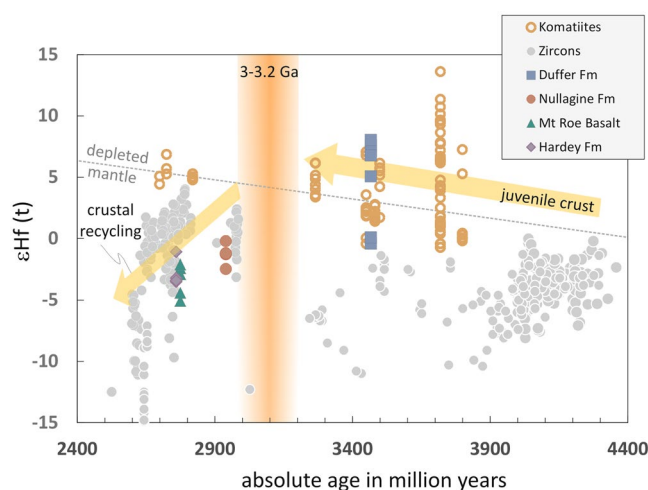 Komatiites
Zircons
Duffer Fm
Nullagine Fm
Mt Roe Basalt
Hardey Fm
15
10
5
0
-5
-10
-15
εHf (t)
3-3.2 Ga
depleted
mantle
crustal
recycling
juvenile crust
2400 2900 3400 3900 4400
absolute age in million years